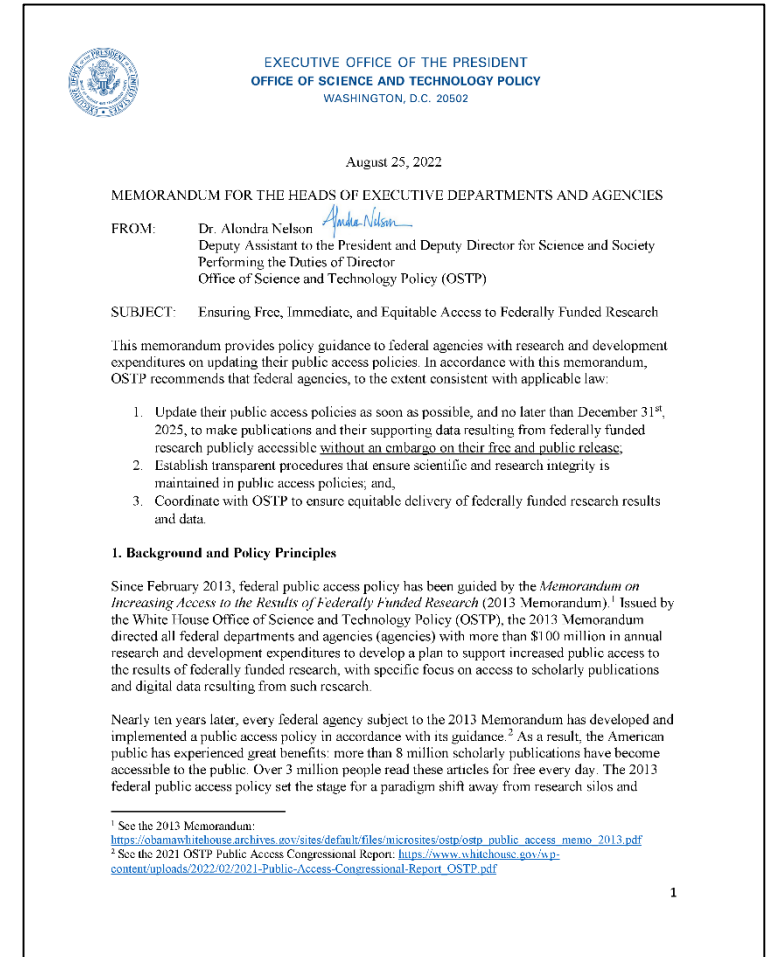 EXECUTIVE OFFICE OF THE PRESIDENT
OFFICE OF SCIENCE AND TECHNOLOGY POLICY
WASHINGTON, D.C. 20502
August 25, 2022
MEMORANDUM FOR THE HEADS OF EXECUTIVE DEPARTMENTS AND AGENCIES
FROM: Dr. Alondra Nelson Alondra Nelson
Deputy Assistant to the President and Deputy Director for Science and Society
Performing the Duties of Director
Office of Science and Technology Policy (OSTP)
SUBJECT: Ensuring Free, Immediate, and Equitable Access to Federally Funded Research
This memorandum provides policy guidance to federal agencies with research and development
expenditures on updating their public access policies. In accordance with this memorandum,
OSTP recommends that federal agencies, to the extent consistent with applicable law:
1. Update their public access policies as soon as possible, and no later than December 31st,
2025, to make publications and their supporting data resulting from federally funded
research publicly accessible without an embargo on their free and public release;
2. Establish transparent procedures that ensure scientific and research integrity is
maintained in public access policies; and,
3. Coordinate with OSTP to ensure equitable delivery of federally funded research results
and data.
1. Background and Policy Principles
Since February 2013, federal public access policy has been guided by the Memorandum on
Increasing Access to the Results of Federally Funded Research (2013 Memorandum).1 Issued by
the White House Office of Science and Technology Policy (OSTP), the 2013 Memorandum
directed all federal departments and agencies (agencies) with more than $100 million in annual
research and development expenditures to develop a plan to support increased public access to
the results of federally funded research, with specific focus on access to scholarly publications
and digital data resulting from such research.
Nearly ten years later, every federal agency subject to the 2013 Memorandum has developed and
implemented a public access policy in accordance with its guidance.2 As a result, the American
public has experienced great benefits: more than 8 million scholarly publications have become
accessible to the public. Over 3 million people read these articles for free every day. The 2013
federal public access policy set the stage for a paradigm shift away from research silos and
1 See the 2013 Memorandum:
https://obamawhitehouse.archives.gov/sites/default/files/microsites/ostp/ostp_public_access_memo_2013.pdf
2 See the 2021 OSTP Public Access Congressional Report: https://www.whitehouse.gov/wp-
content/uploads/2022/02/2021-Public-Access-Congressional-Report_OSTP.pdf
1